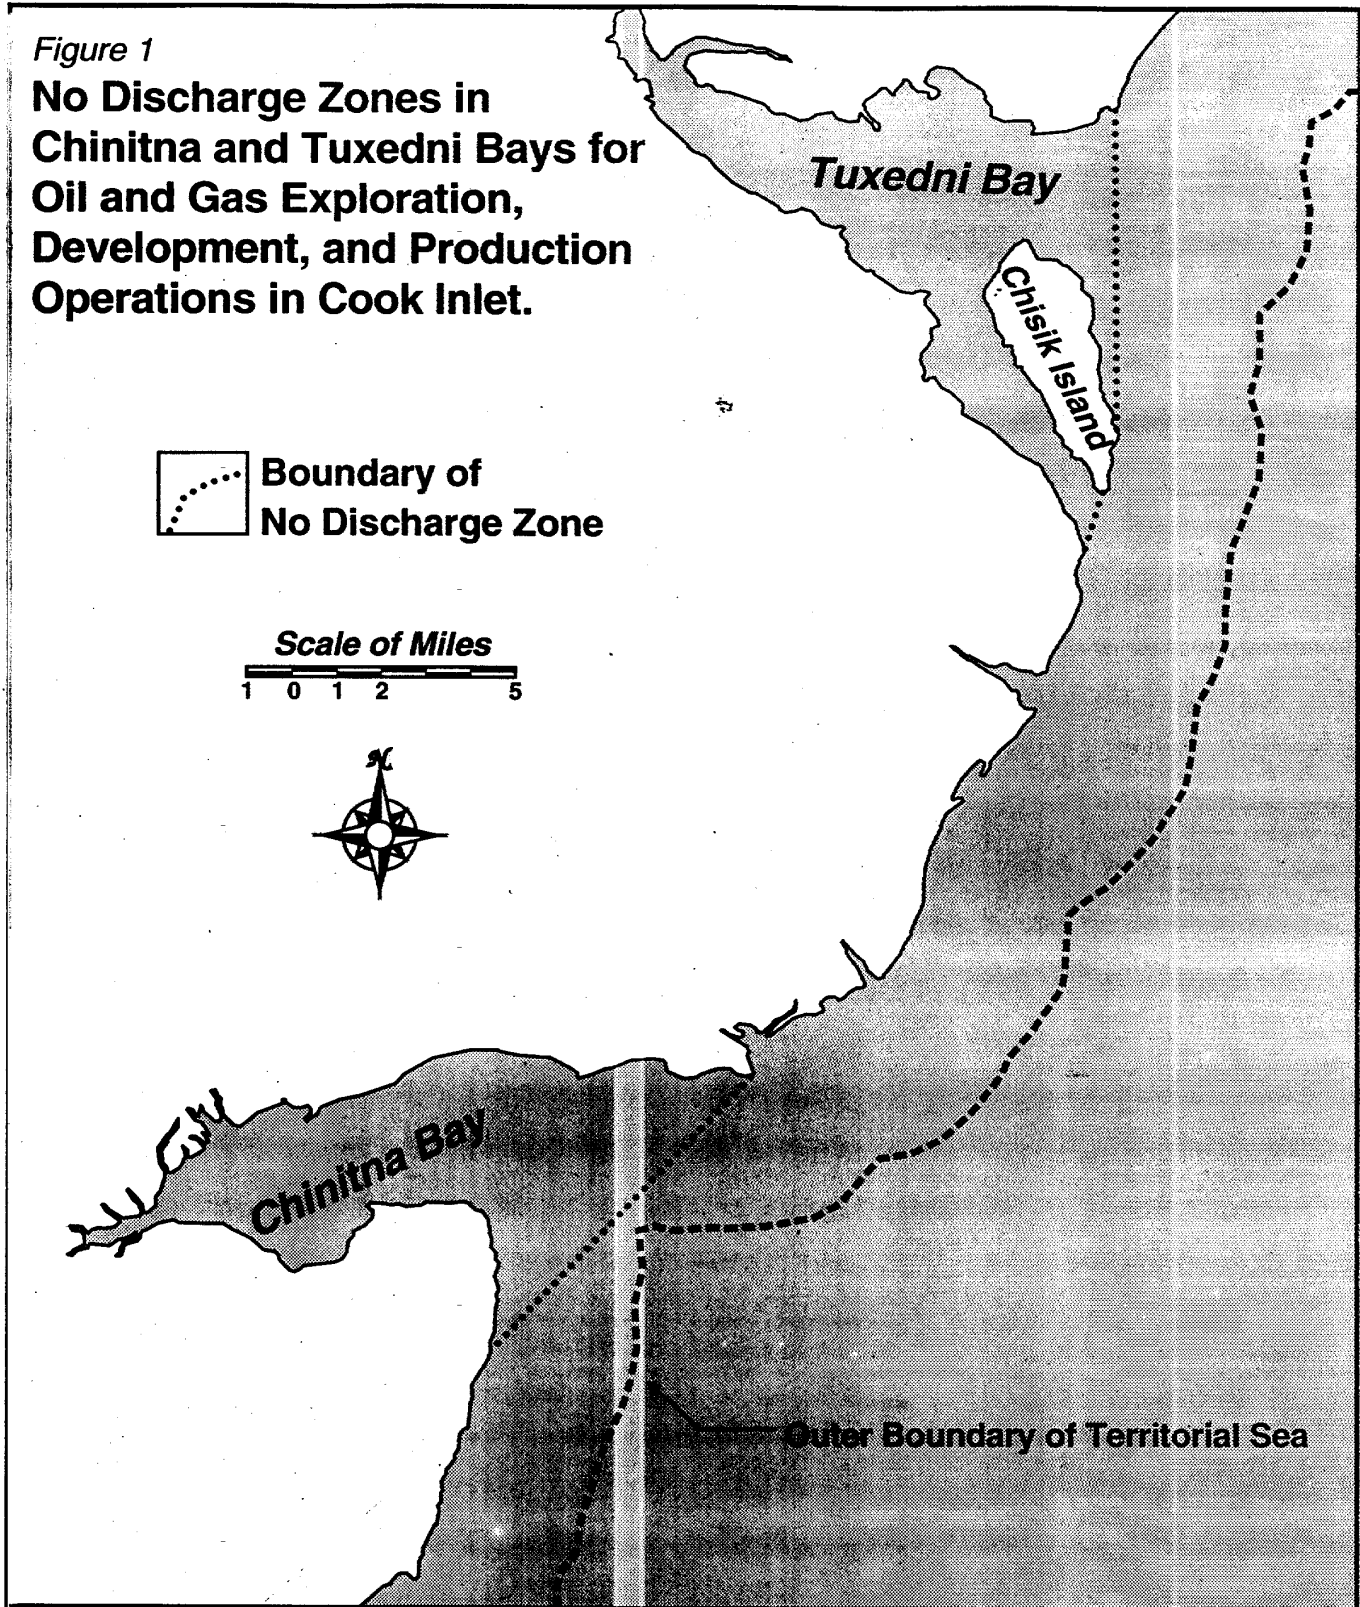 Figure 1
No Discharge Zones in
Chinitna and Tuxedni Bays for
Oil and Gas Exploration,
Development, and Production
Operations in Cook Inlet.
Tuxedni Bay
Chisik Island
Boundary of
No Discharge Zone
Scale of Miles
1 0 1 2 5
N
Chinitna Bay
Outer Boundary of Territorial Sea